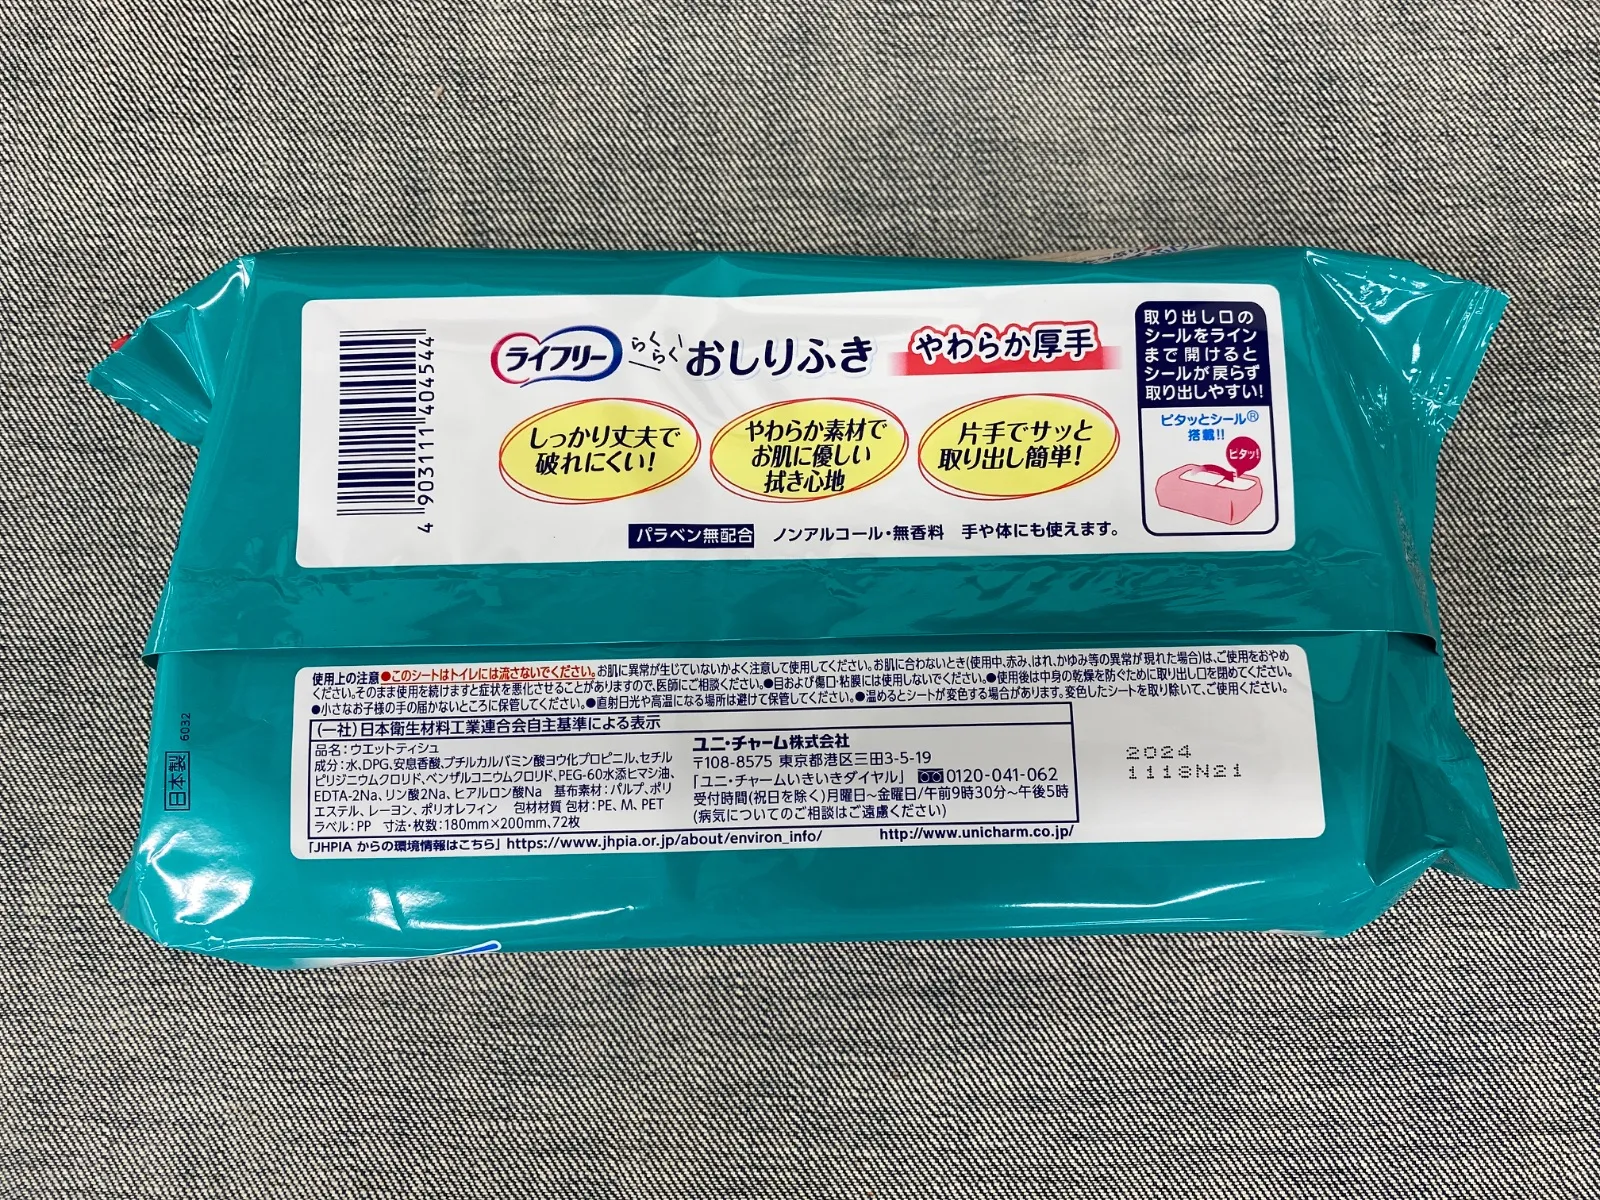 4 903111 404544
ライフリー らくらく おしりふき やわらか厚手
しっかり丈夫で
破れにくい!
やわらか素材で
お肌に優しい
拭き心地
片手でサッと
取り出し簡単!
パラベン無配合 ノンアルコール・無香料 手や体にも使えます。
取り出し口の
シールをライン
まで開けると
シールが戻らず
取り出しやすい!
ピタッとシール®
搭載!!
ピタッ!
使用上の注意●このシートはトイレには流さないでください。お肌に異常が生じていないかよく注意して使用してください。お肌に合わないとき(使用中、赤み、はれ、かゆみ等の異常が現れた場合)は、ご使用をおやめ
ください。そのまま使用を続けますと症状を悪化させることがありますので、医師にご相談ください。●目および傷口・粘膜には使用しないでください。●使用後は中身の乾燥を防ぐために取り出し口を閉めてください。
●小さなお子様の手の届かないところに保管してください。●直射日光や高温になる場所は避けて保管してください。●温めるとシートが変色する場合があります。変色したシートを取り除いて、ご使用ください。
(一社)日本衛生材料工業連合会自主基準による表示
品名:ウエットティシュ
成分:水、DPG、安息香酸、ブチルカルバミン酸ヨウ化プロピニル、セチル
ピリジニウムクロリド、ベンザルコニウムクロリド、PEG-60水添ヒマシ油、
EDTA-2Na、リン酸2Na、ヒアルロン酸Na 基布素材:パルプ、ポリ
エステル、レーヨン、ポリオレフィン 包材材質 包材:PE、M、PET
ラベル:PP 寸法・枚数:180mm×200mm、72枚
ユニ・チャーム株式会社
〒108-8575 東京都港区三田3-5-19
「ユニ・チャームいきいきダイヤル」 0120-041-062
受付時間(祝日を除く)月曜日~金曜日/午前9時30分~午後5時
(病気についてのご相談はご遠慮ください)
「JHPIA からの環境情報はこちら」 https://www.jhpia.or.jp/about/environ_info/ http://www.unicharm.co.jp/
2024
1118N21
日本製 6032